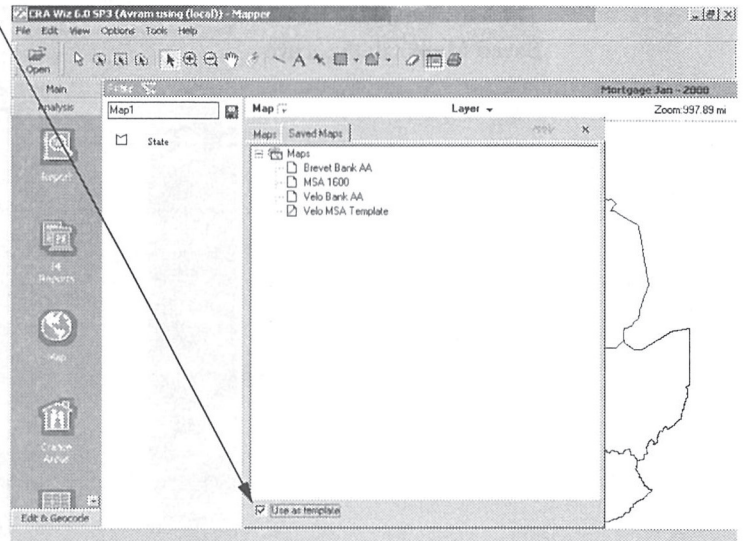 CRA Wiz 6.0 SP3 (Avram using (local)) - Mapper
File Edit View Options Tools Help
Open
Main
Mortgage Jan - 2000
Analysis
Map1
Map
Layer
Zoom:997.89 mi
State
Maps Saved Maps
Apply
Maps
Brevet Bank AA
MSA 1600
Velo Bank AA
Velo MSA Template
Report
Reports
Map
Use as template
Edit & Geocode